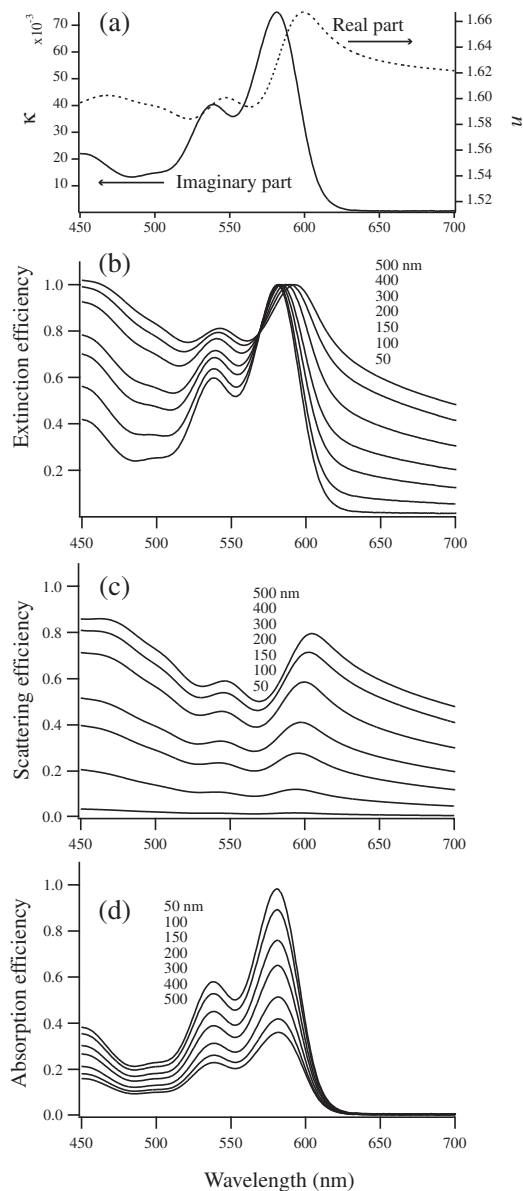 (a)
x10⁻³
70
60
50
40
30
20
10
κ
Real part
Imaginary part
1.66
1.64
1.62
1.60
1.58
1.56
1.54
1.52
1.51
n
450 500 550 600 650 700
(b)
1.0
0.8
0.6
0.4
0.2
Extinction efficiency
500 nm
400
300
200
150
100
50
450 500 550 600 650 700
(c)
1.0
0.8
0.6
0.4
0.2
0.0
Scattering efficiency
500 nm
400
300
200
150
100
50
450 500 550 600 650 700
(d)
1.0
0.8
0.6
0.4
0.2
0.0
Absorption efficiency
50 nm
100
150
200
300
400
500
450 500 550 600 650 700
Wavelength (nm)